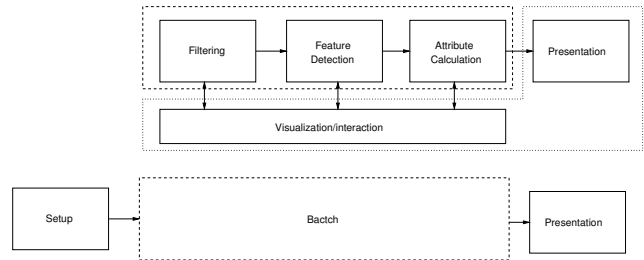 Filtering
Feature
Detection
Attribute
Calculation
Presentation
Visualization/interaction
Setup
Bactch
Presentation